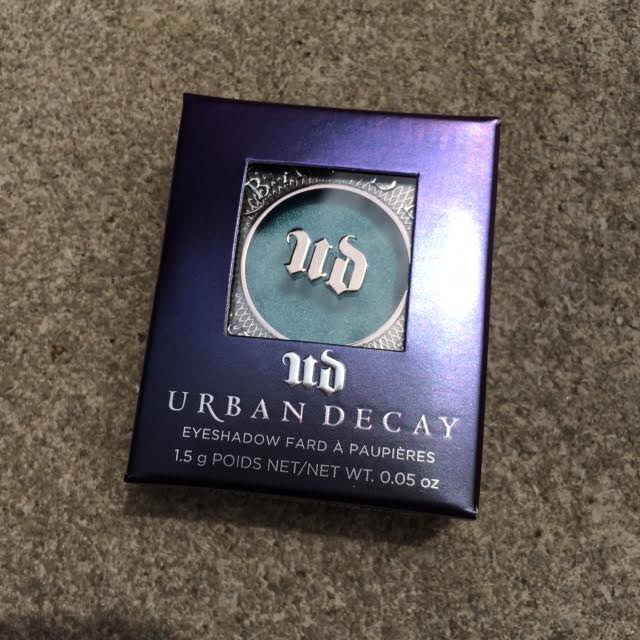 ud
ud
URBAN DECAY
EYESHADOW FARD À PAUPIÈRES
1.5 g POIDS NET/NET WT. 0.05 oz